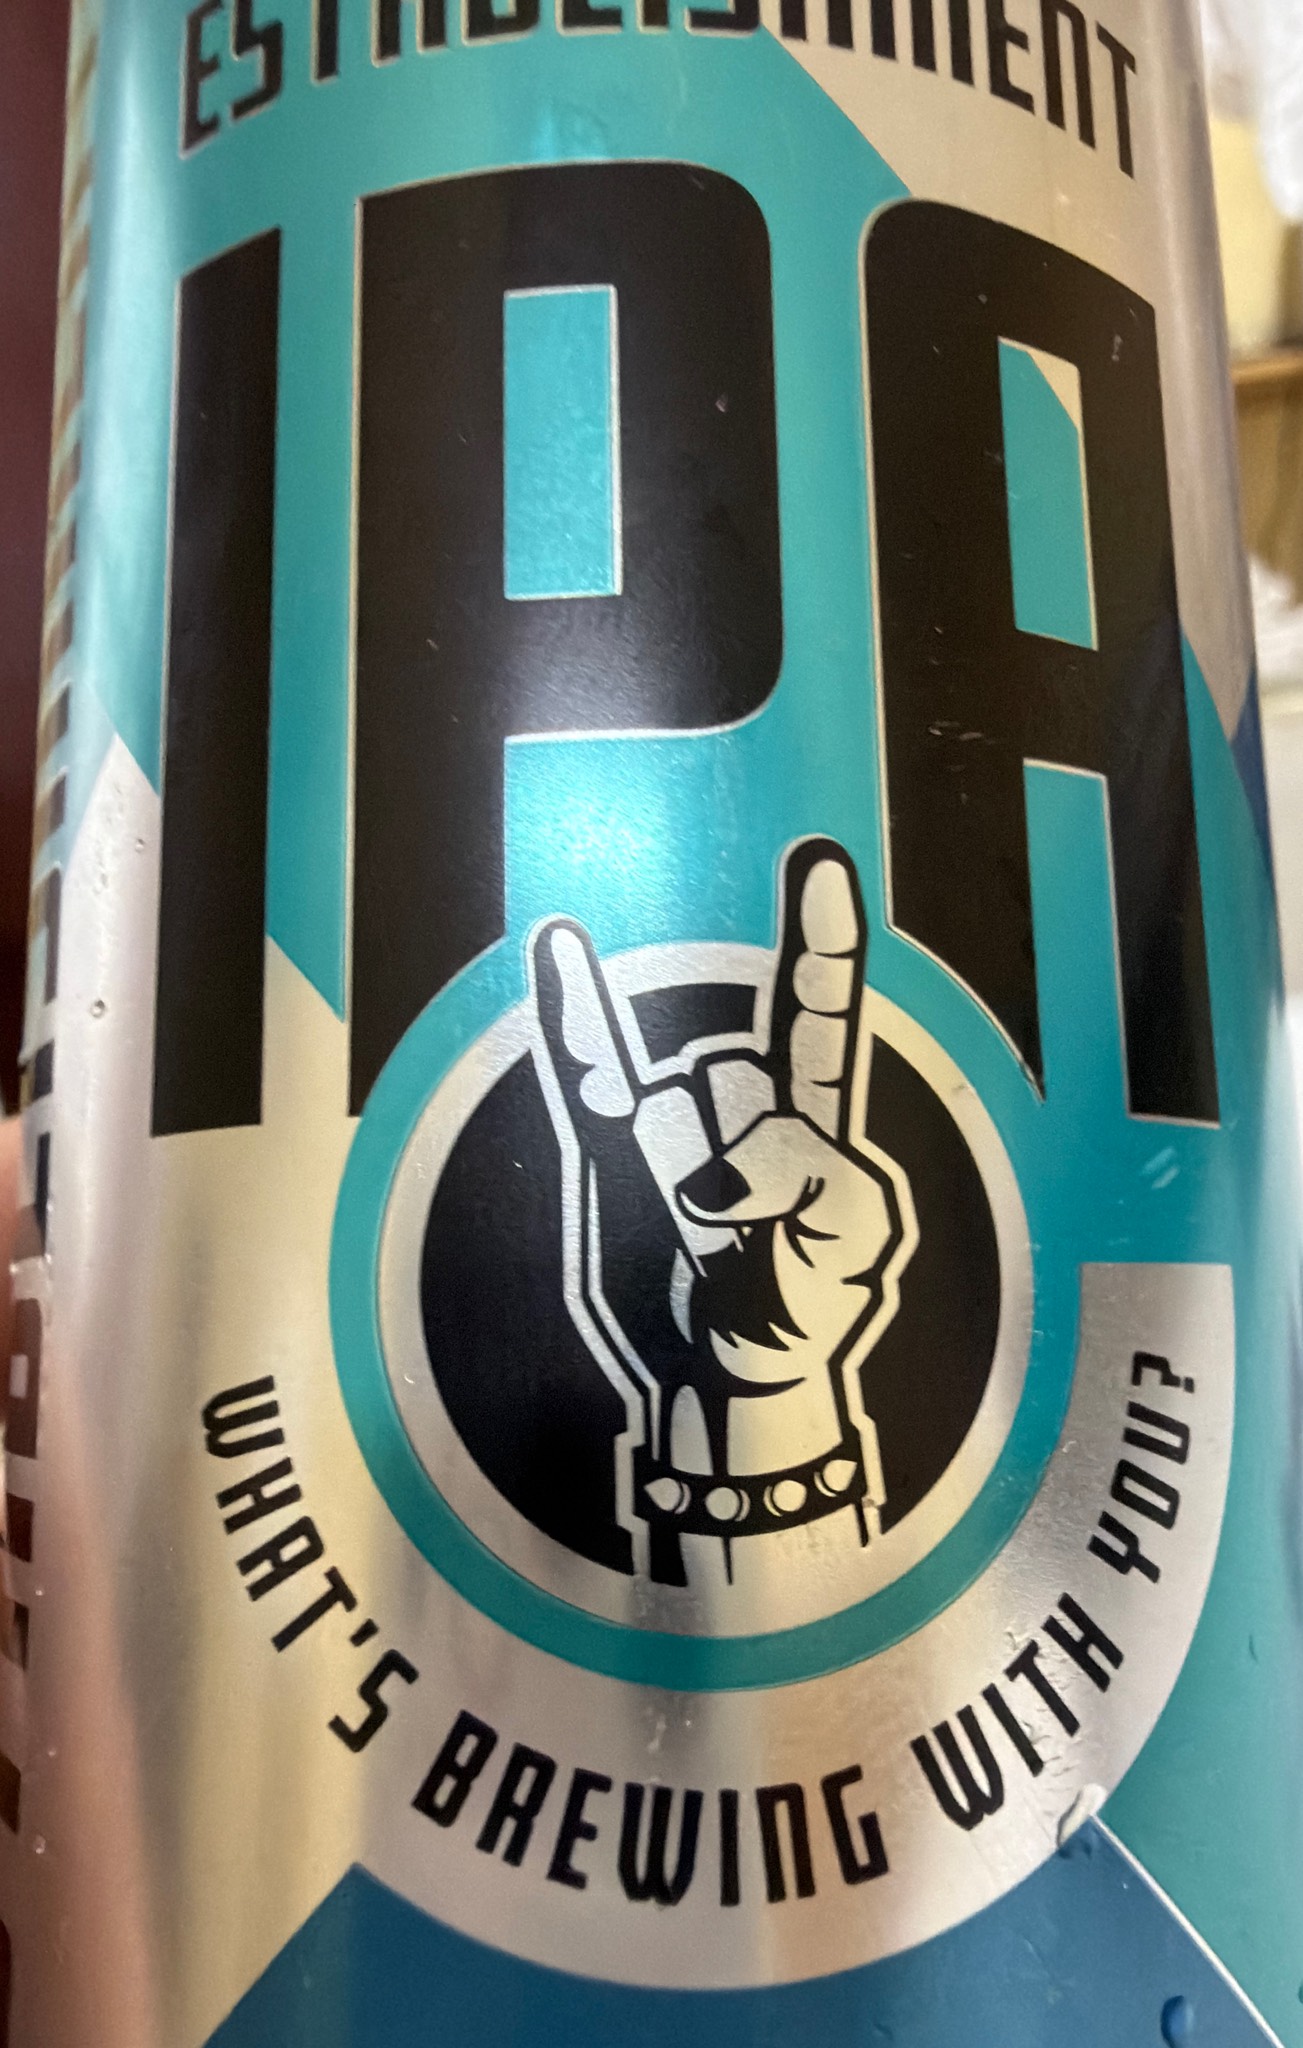 ESTABLISHMENT
IPA
WHAT'S BREWING WITH YOU?